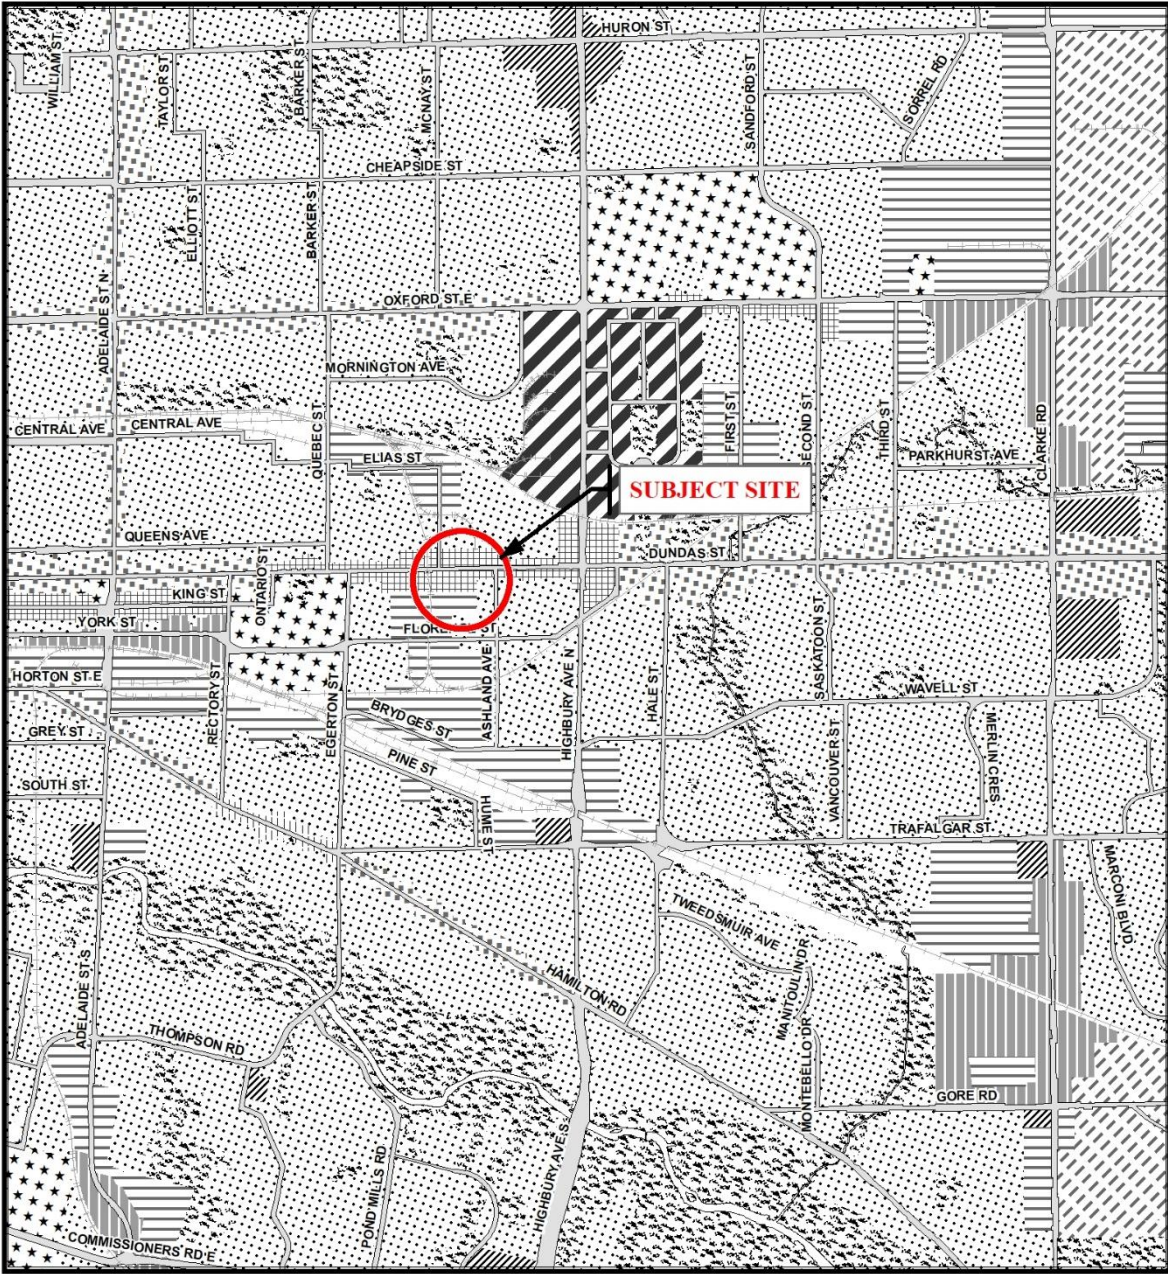 HURON ST
WILLIAM ST
TAYLOR ST
BARKER ST
MCNAY ST
SANDFORD ST
SORREL RD
CHEAPSIDE ST
ELLIOTT ST
BARKER ST
ADELAIDE ST N
OXFORD ST E
MORNINGTON AVE
CENTRAL AVE
CENTRAL AVE
QUEBEC ST
ELIAS ST
FIRST ST
SECOND ST
THIRD ST
PARKHURST AVE
CLARKE RD
SUBJECT SITE
QUEENS AVE
DUNDAS ST
ONTARIO ST
KING ST
YORK ST
HORTON ST E
RECTORY ST
EGERTON ST
ASHLAND AVE
HIGHBURY AVE N
HALE ST
SASKATOON ST
WAVELL ST
GREY ST
BRYDGES ST
PINE ST
VANCOUVER ST
MERLIN CRES
SOUTH ST
HUME ST
TRAFALGAR ST
MARCONI BLVD
TWEEDSMUIR AVE
HAMILTON RD
MANITOULIN DR
MONTEBELLO DR
ADELAIDE ST S
THOMPSON RD
GORE RD
POND MILLS RD
HIGHBURY AVE S
COMMISSIONERS RD E